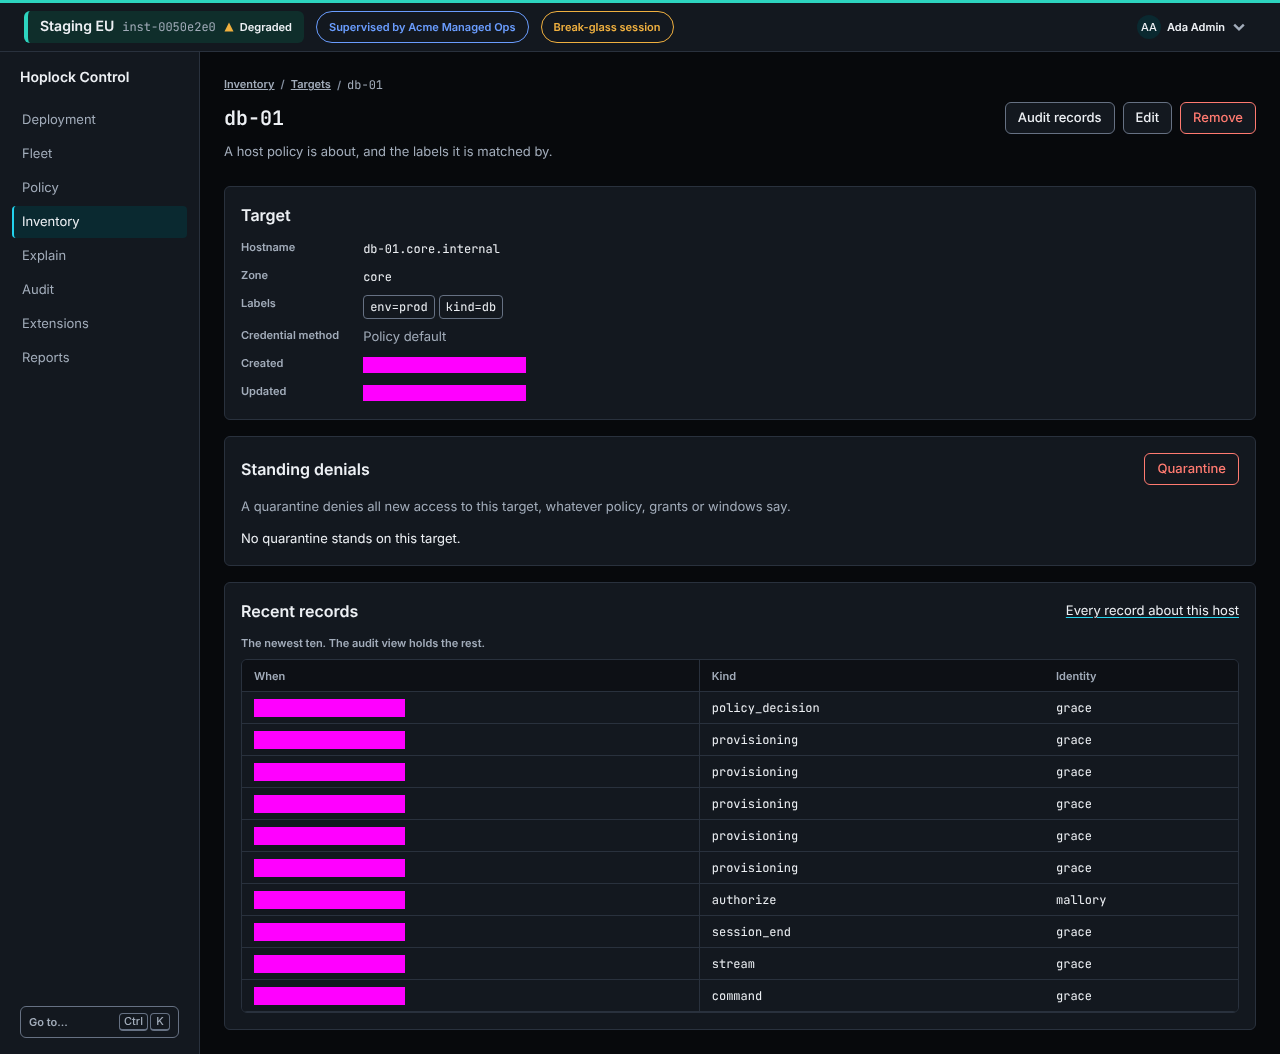 Staging EU inst-0050e2e0 Degraded Supervised by Acme Managed Ops Break-glass session AA Ada Admin
Hoplock Control
Deployment
Fleet
Policy
Inventory
Explain
Audit
Extensions
Reports
Go to... Ctrl K
Inventory / Targets / db-01
db-01
Audit records Edit Remove
A host policy is about, and the labels it is matched by.
Target
Hostname db-01.core.internal
Zone core
Labels env=prod kind=db
Credential method Policy default
Created
Updated
Standing denials
Quarantine
A quarantine denies all new access to this target, whatever policy, grants or windows say.
No quarantine stands on this target.
Recent records
Every record about this host
The newest ten. The audit view holds the rest.
When Kind Identity
policy_decision grace
provisioning grace
provisioning grace
provisioning grace
provisioning grace
provisioning grace
authorize mallory
session_end grace
stream grace
command grace